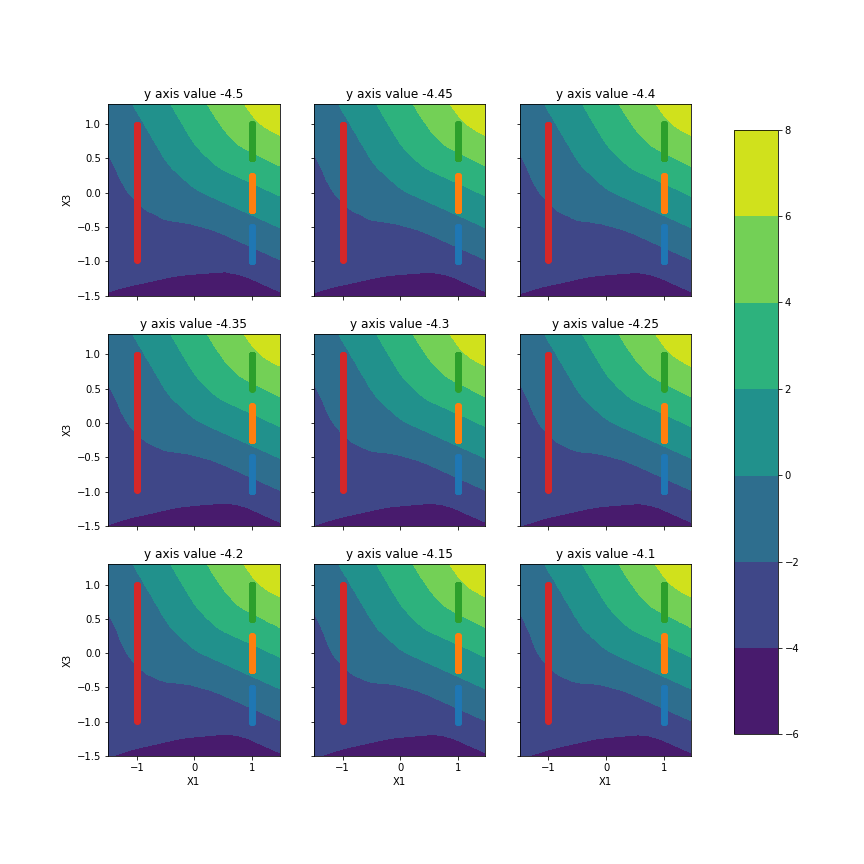 y axis value -4.5
y axis value -4.45
y axis value -4.4
X3
1.0
0.5
0.0
−0.5
−1.0
−1.5
y axis value -4.35
y axis value -4.3
y axis value -4.25
X3
1.0
0.5
0.0
−0.5
−1.0
−1.5
y axis value -4.2
y axis value -4.15
y axis value -4.1
X3
1.0
0.5
0.0
−0.5
−1.0
−1.5
−1 0 1
X1
−1 0 1
X1
−1 0 1
X1
8
6
4
2
0
−2
−4
−6